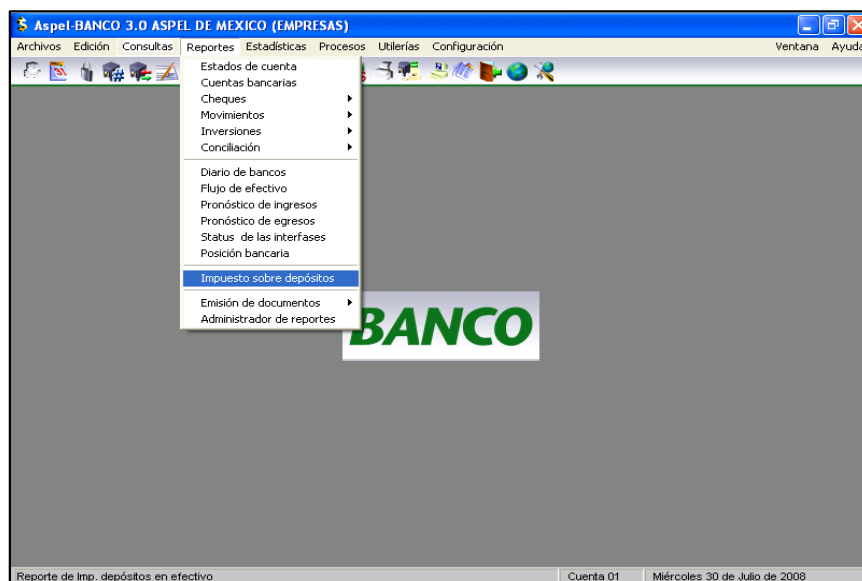 Aspel-BANCO 3.0 ASPEL DE MEXICO (EMPRESAS)
Archivos Edición Consultas Reportes Estadísticas Procesos Utilerías Configuración Ventana Ayuda
Estados de cuenta
Cuentas bancarias
Cheques
Movimientos
Inversiones
Conciliación
Diario de bancos
Flujo de efectivo
Pronóstico de ingresos
Pronóstico de egresos
Status de las interfases
Posición bancaria
Impuesto sobre depósitos
Emisión de documentos
Administrador de reportes
BANCO
Reporte de Imp. depósitos en efectivo Cuenta 01 Miércoles 30 de Julio de 2008